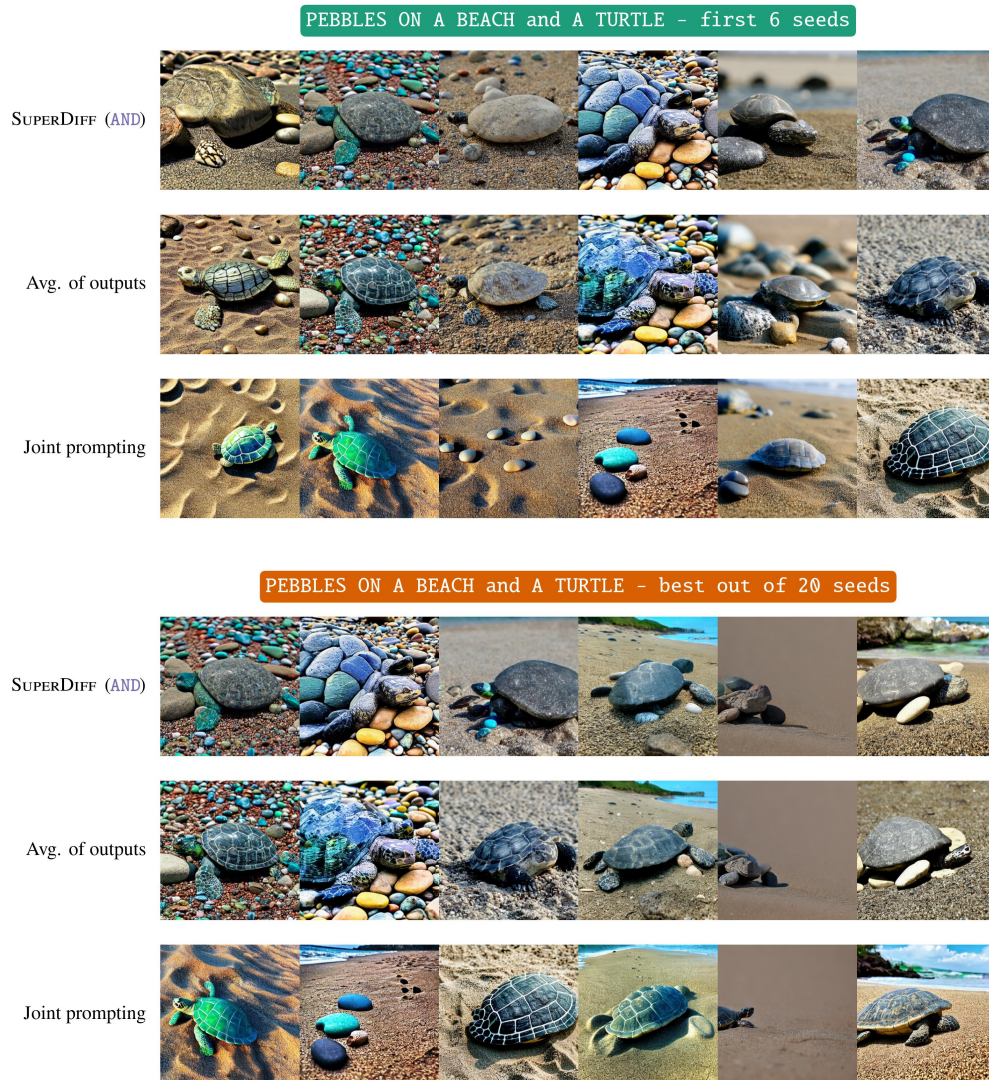 PEBBLES ON A BEACH and A TURTLE - first 6 seeds
SUPERDIFF (AND)
Avg. of outputs
Joint prompting
PEBBLES ON A BEACH and A TURTLE - best out of 20 seeds
SUPERDIFF (AND)
Avg. of outputs
Joint prompting